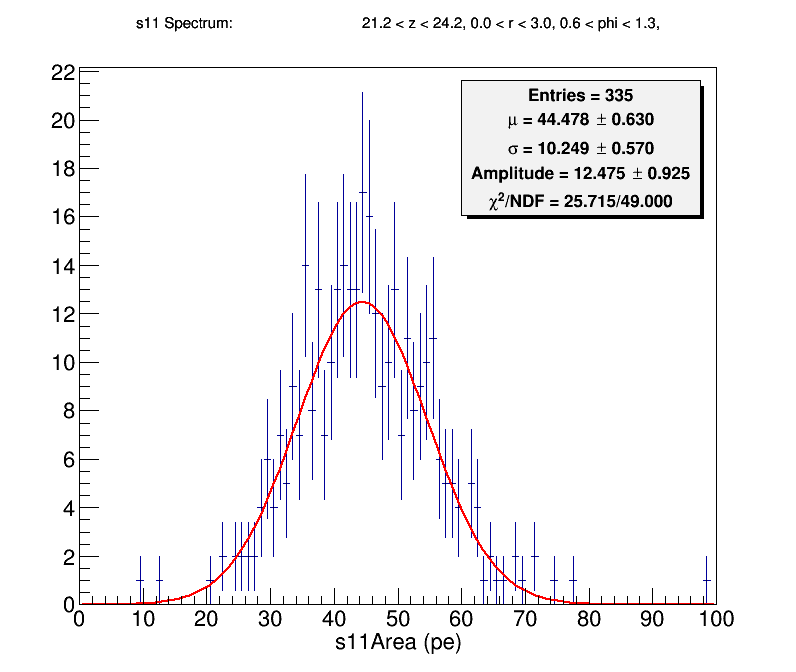 s11 Spectrum: 21.2 < z < 24.2, 0.0 < r < 3.0, 0.6 < phi < 1.3,
Entries = 335
μ = 44.478 ± 0.630
σ = 10.249 ± 0.570
Amplitude = 12.475 ± 0.925
χ²/NDF = 25.715/49.000
22
20
18
16
14
12
10
8
6
4
2
0
0 10 20 30 40 50 60 70 80 90 100
s11Area (pe)